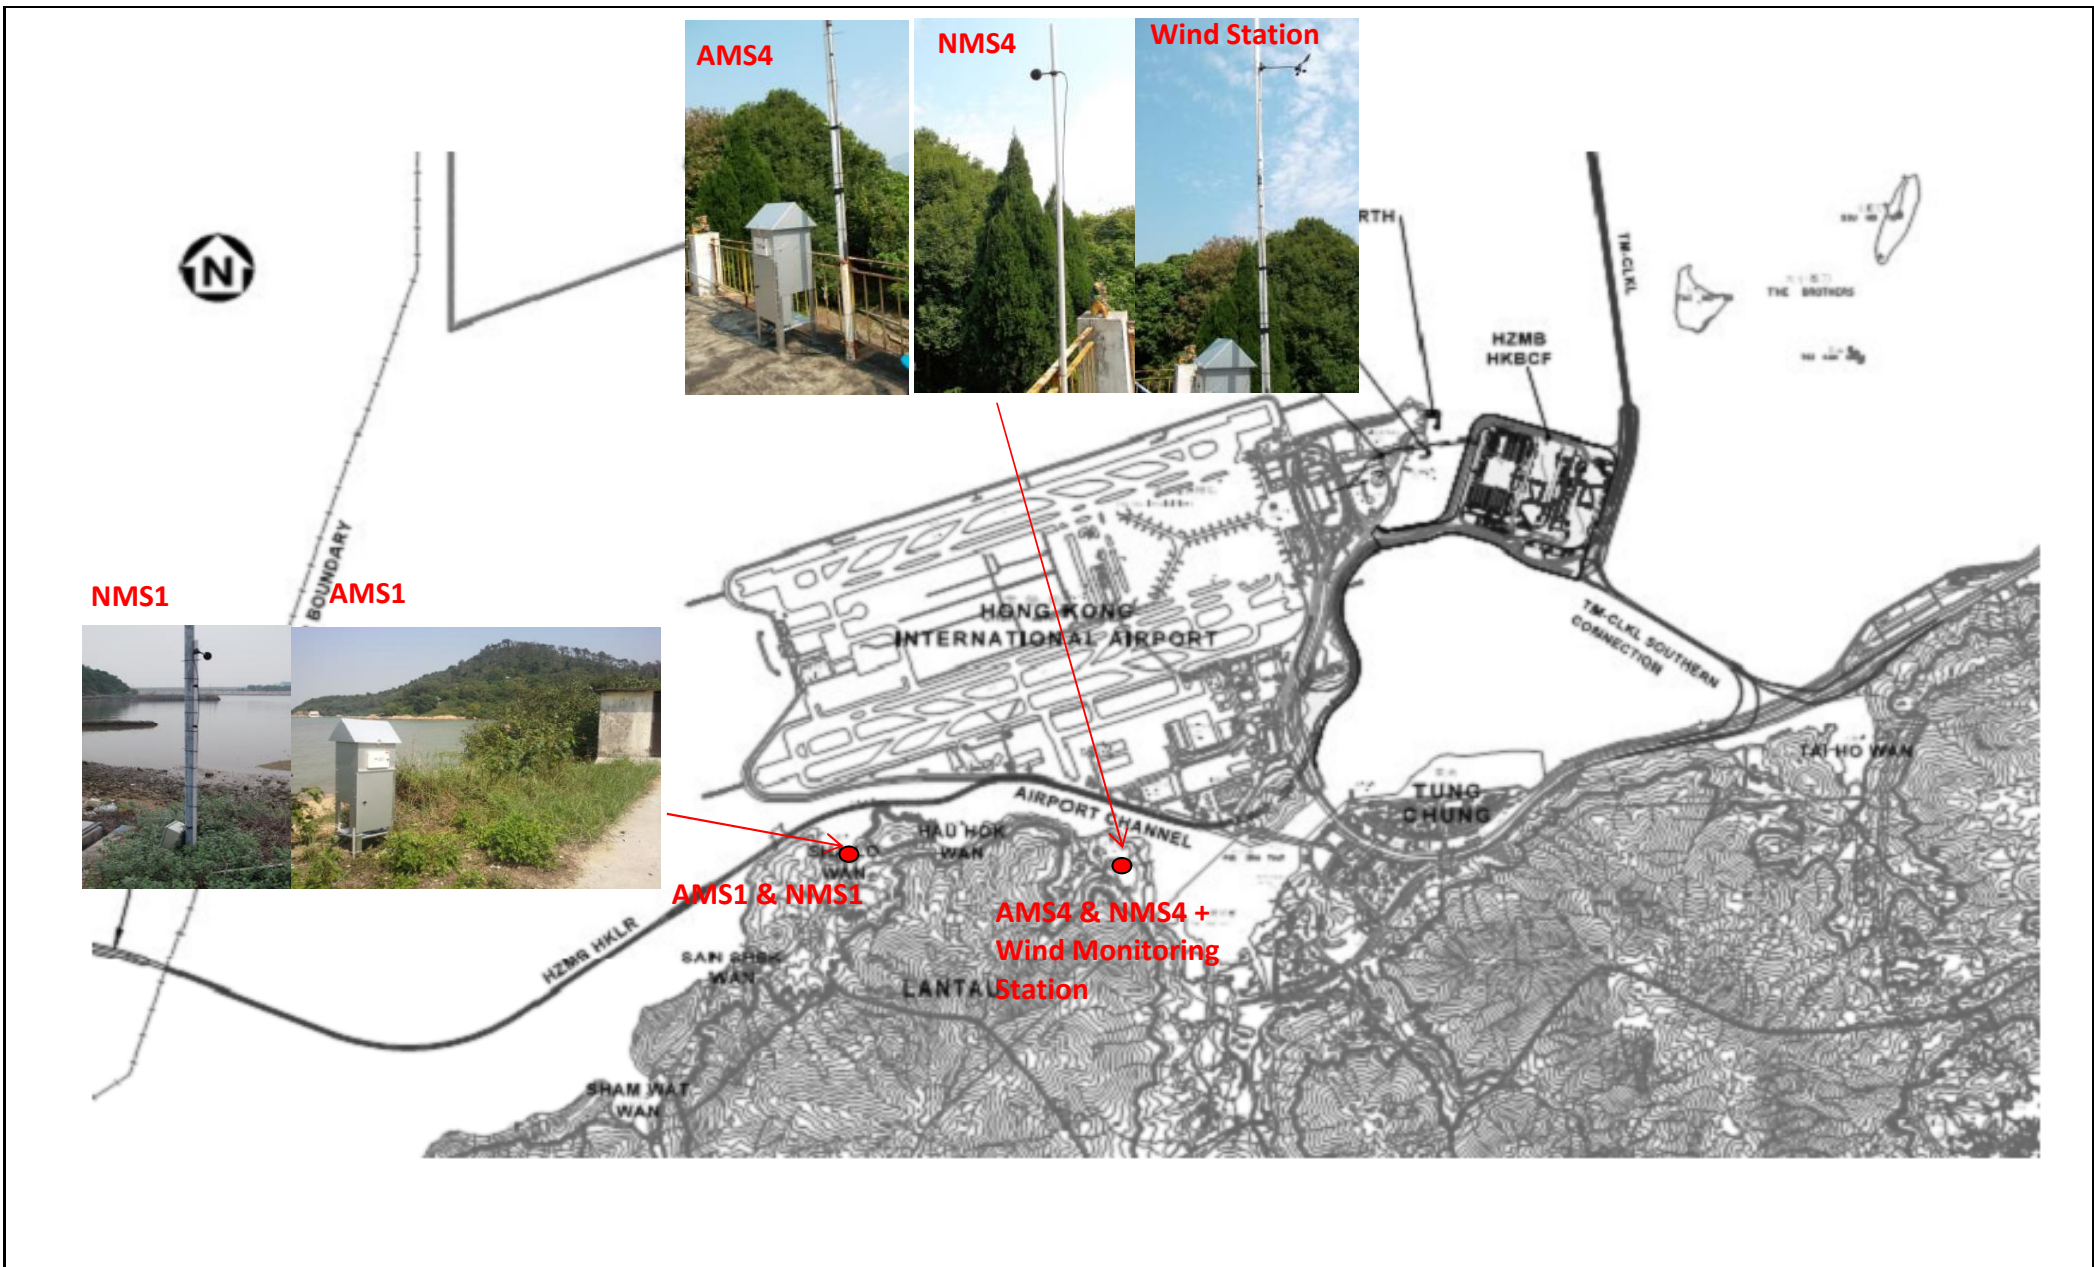 AMS4
NMS4
Wind Station
N
RTH
TM-CLKL
THE BROTHERS
HZMB
HKBCF
BOUNDARY
NMS1
AMS1
HONG KONG
INTERNATIONAL AIRPORT
TM-CLKL SOUTHERN
CONNECTION
TAI HO WAN
TUNG
CHUNG
AIRPORT CHANNEL
HAU HOK
WAN
WAN
AMS1 & NMS1
AMS4 & NMS4 +
Wind Monitoring
Station
HZMB HKLR
SAN SHEK
WAN
LANTAU
SHAM WAT
WAN